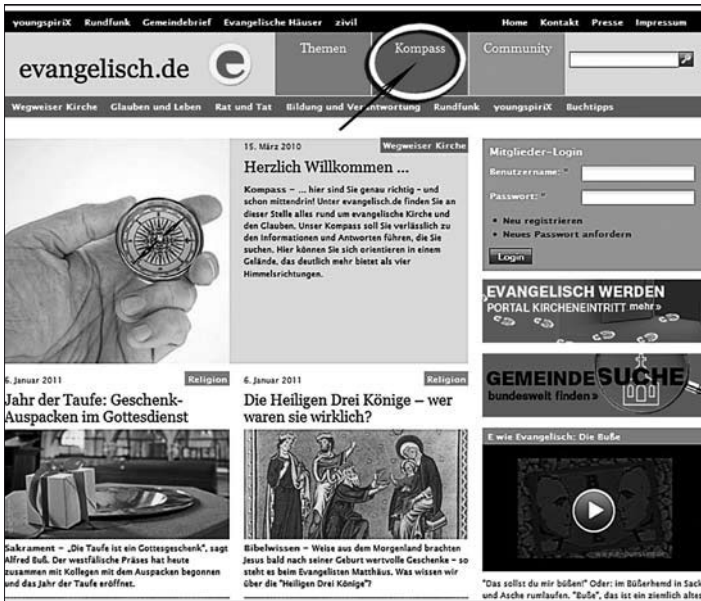 youngspiriX Rundfunk Gemeindebrief Evangelische Häuser zivil
Home Kontakt Presse Impressum
evangelisch.de e
Themen Kompass Community
Wegweiser Kirche Glauben und Leben Rat und Tat Bildung und Verantwortung Rundfunk youngspiriX Buchtipps
15. März 2010 Wegweiser Kirche
Herzlich Willkommen ...
Kompass – ... hier sind Sie genau richtig – und
schon mittendrin! Unter evangelisch.de finden Sie an
dieser Stelle alles rund um evangelische Kirche und
den Glauben. Unser Kompass soll Sie verlässlich zu
den Informationen und Antworten führen, die Sie
suchen. Hier können Sie sich orientieren in einem
Gelände, das deutlich mehr bietet als vier
Himmelsrichtungen.
Mitglieder-Login
Benutzername: *
Passwort: *
• Neu registrieren
• Neues Passwort anfordern
Login
EVANGELISCH WERDEN
PORTAL KIRCHENEINTRITT mehr»
GEMEINDESUCHE
bundesweit finden»
6. Januar 2011 Religion
Jahr der Taufe: Geschenk-
Auspacken im Gottesdienst
Sakrament – „Die Taufe ist ein Gottesgeschenk", sagt
Alfred Buß. Der westfälische Präses hat heute
zusammen mit Kollegen mit dem Auspacken begonnen
und das Jahr der Taufe eröffnet.
6. Januar 2011 Religion
Die Heiligen Drei Könige – wer
waren sie wirklich?
Bibelwissen – Weise aus dem Morgenland brachten
Jesus bald nach seiner Geburt wertvolle Geschenke – so
steht es beim Evangelisten Matthäus. Was wissen wir
über die "Heiligen Drei Könige"?
E wie Evangelisch: Die Buße
"Das sollst du mir büßen!" Oder: im Büßerhemd in Sack
und Asche rumlaufen. "Buße", das ist ein ziemlich altes